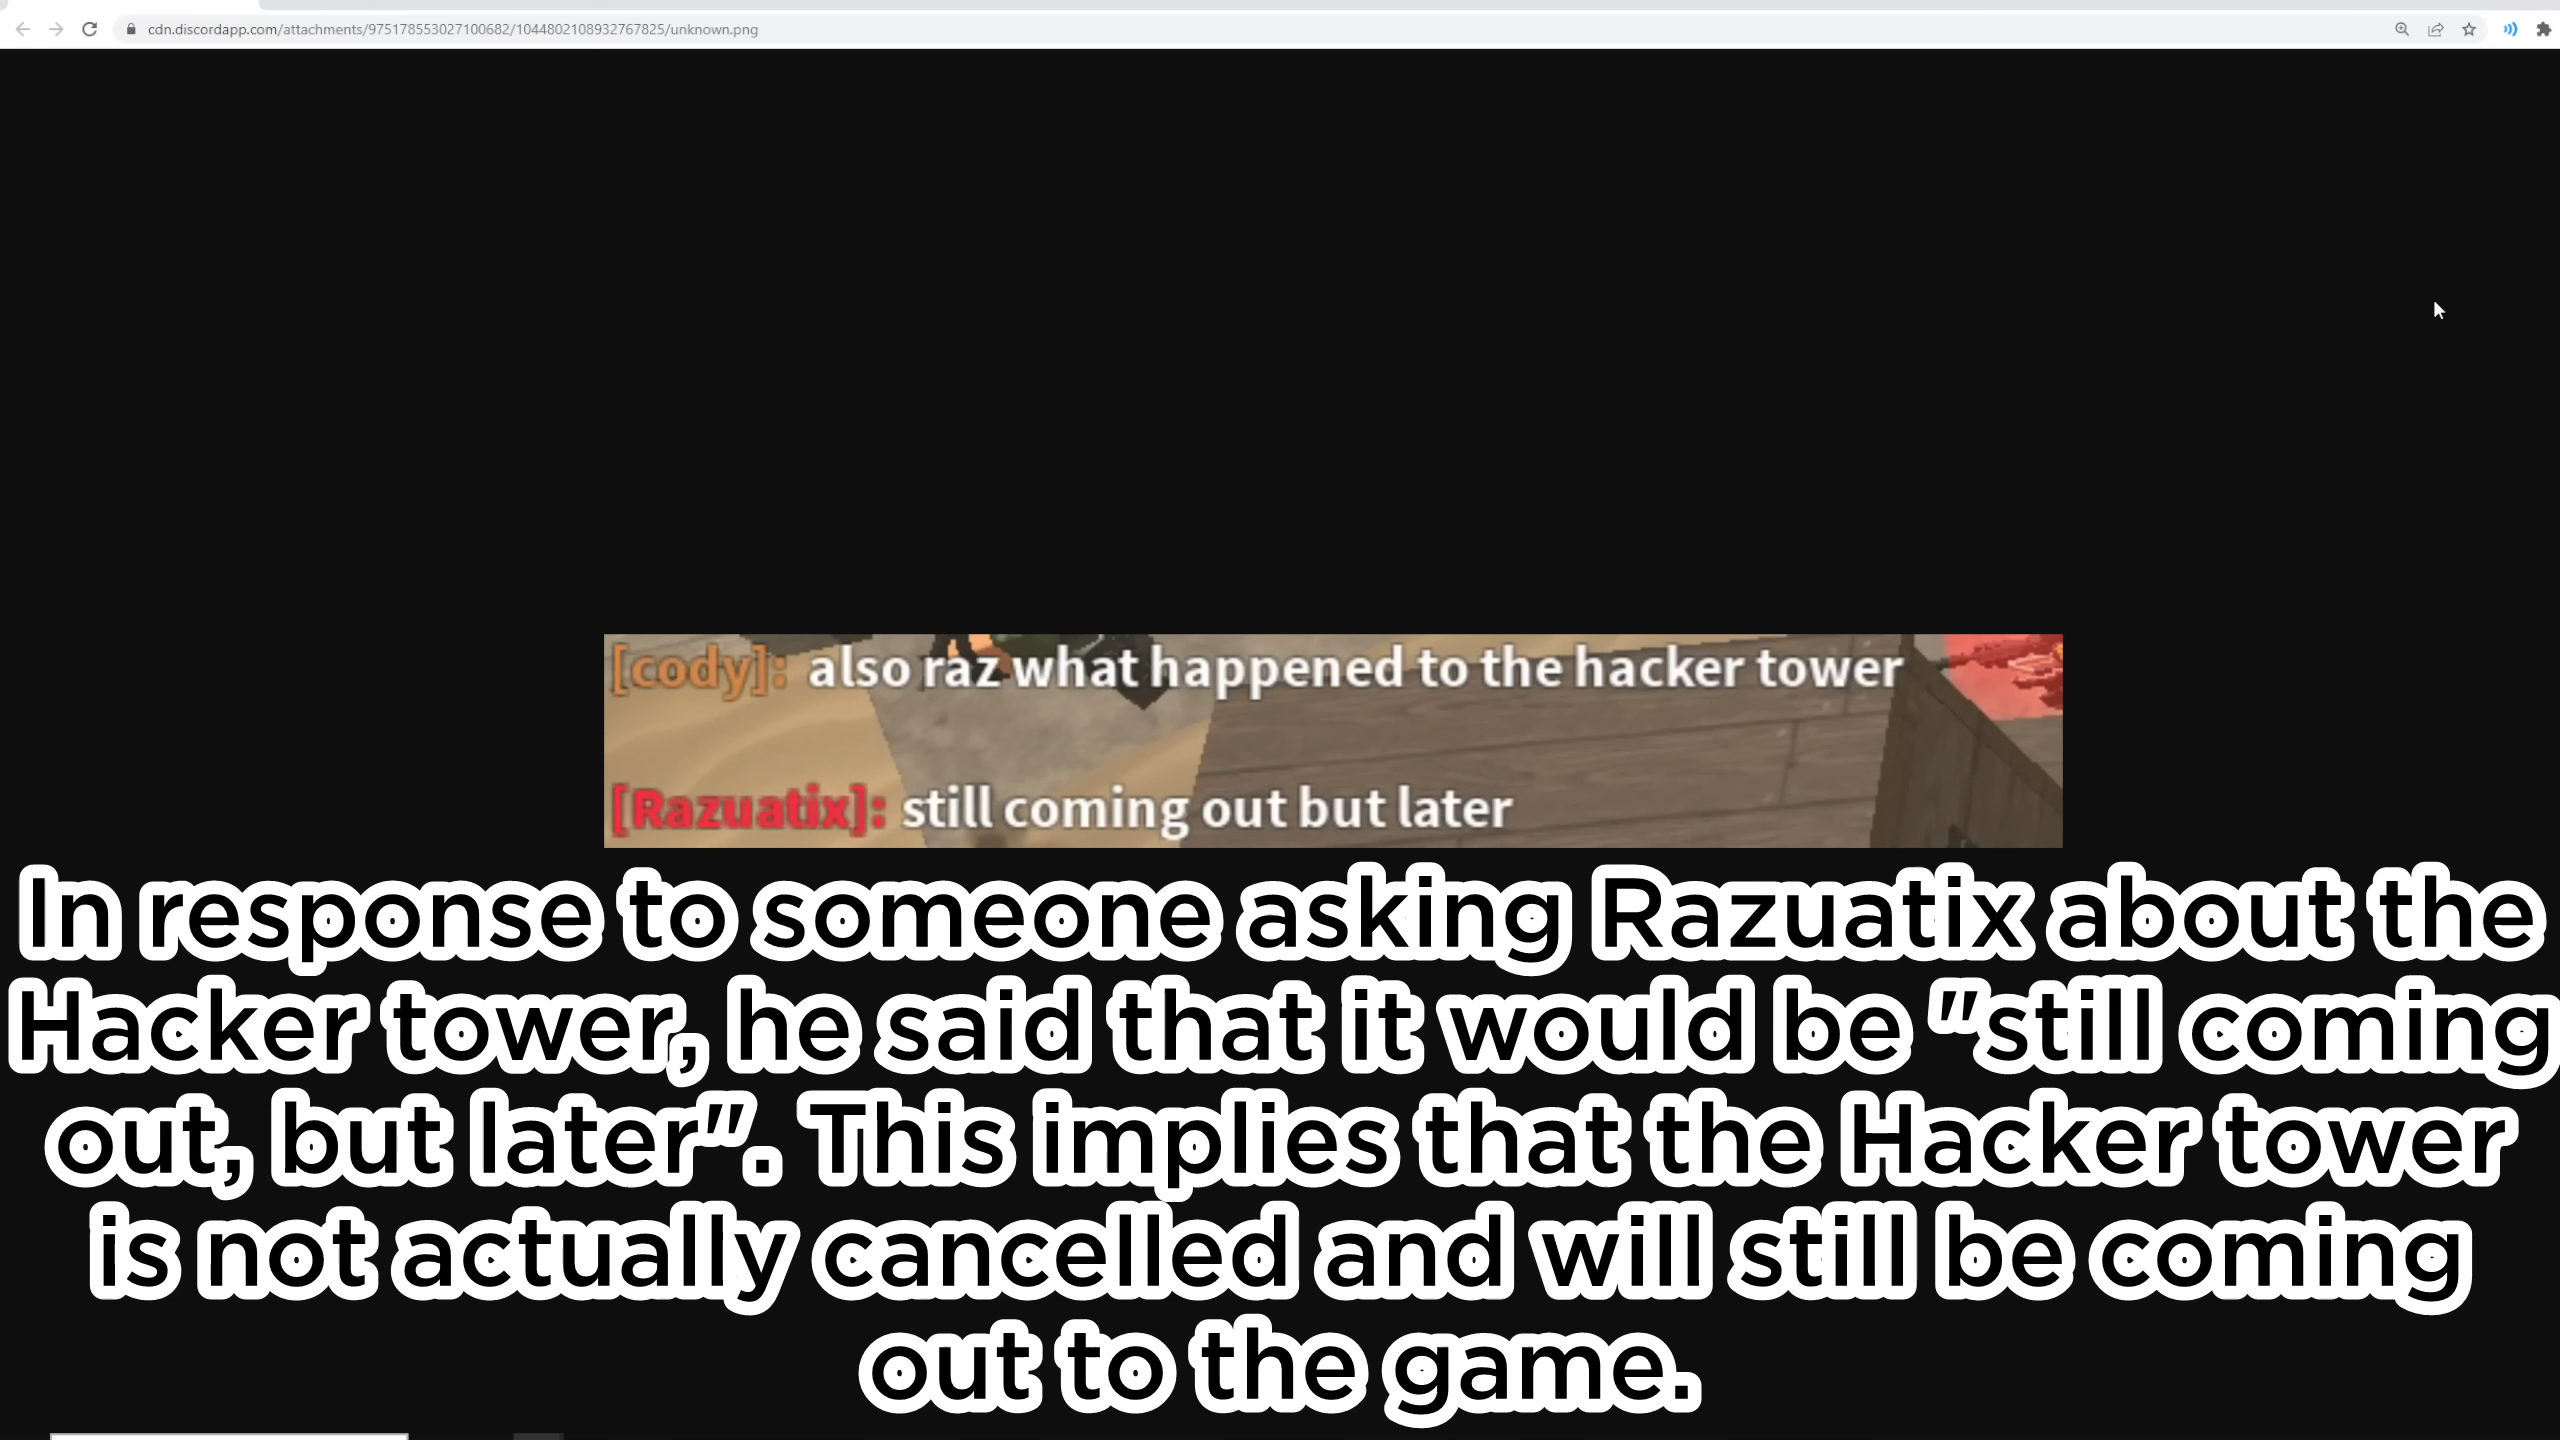 cdn.discordapp.com/attachments/975178553027100682/1044802108932767825/unknown.png
[cody]: also raz what happened to the hacker tower
[Razuatix]: still coming out but later
In response to someone asking Razuatix about the
Hacker tower, he said that it would be "still coming
out, but later". This implies that the Hacker tower
is not actually cancelled and will still be coming
out to the game.